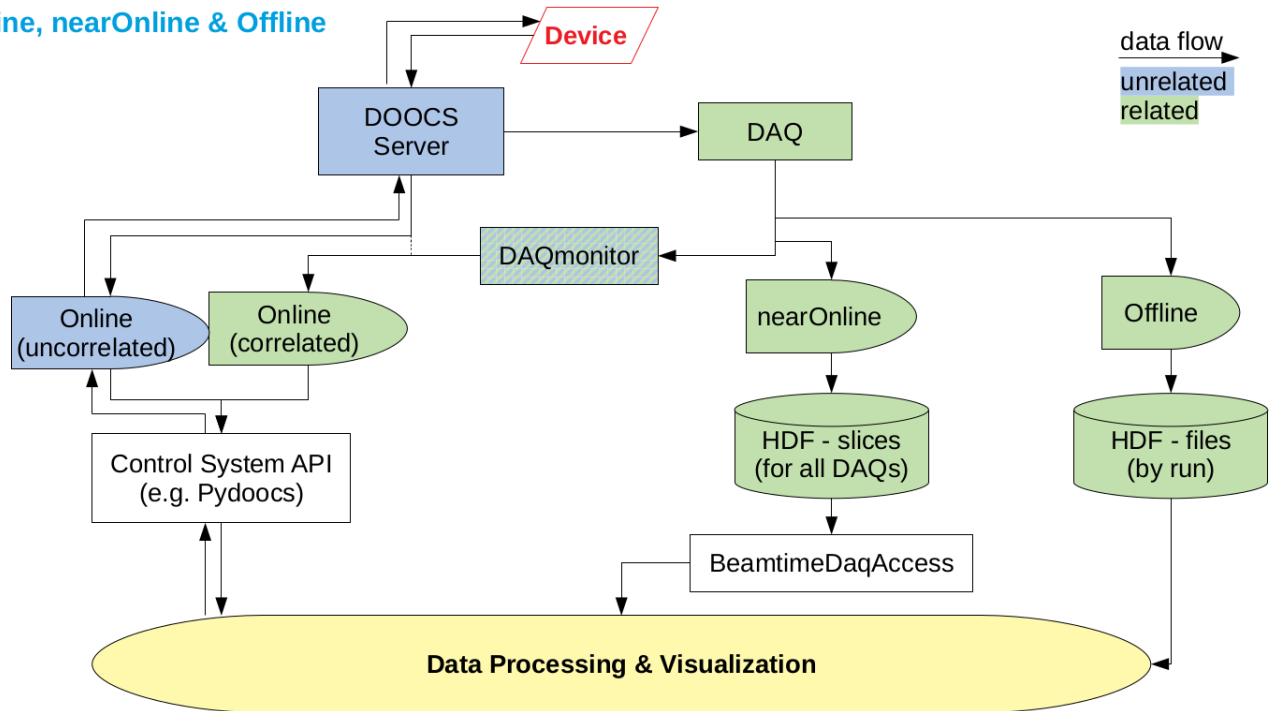 nearOnline & Offline
Device
data flow
unrelated
related
DOOCS
Server
DAQ
DAQmonitor
Online
(uncorrelated)
Online
(correlated)
nearOnline
Offline
HDF - slices
(for all DAQs)
HDF - files
(by run)
Control System API
(e.g. Pydoocs)
BeamtimeDaqAccess
Data Processing & Visualization